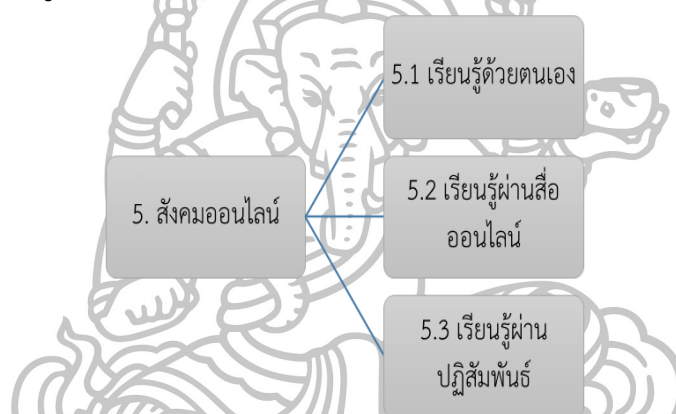 5. สังคมออนไลน์
5.1 เรียนรู้ด้วยตนเอง
5.2 เรียนรู้ผ่านสื่อ
ออนไลน์
5.3 เรียนรู้ผ่าน
ปฏิสัมพันธ์